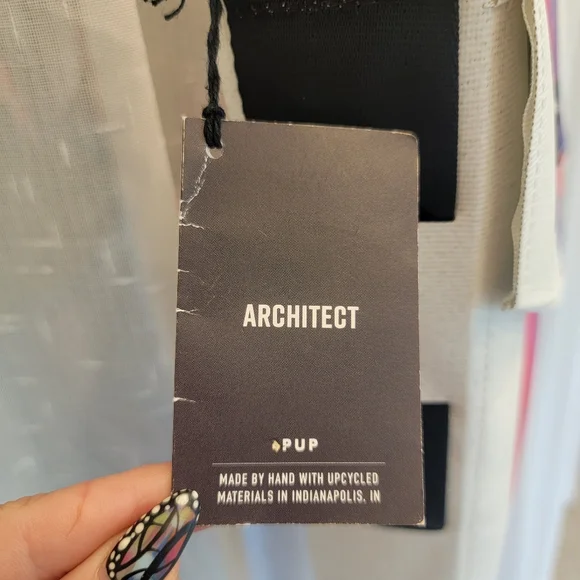 ARCHITECT
PUP
MADE BY HAND WITH UPCYCLED
MATERIALS IN INDIANAPOLIS, IN